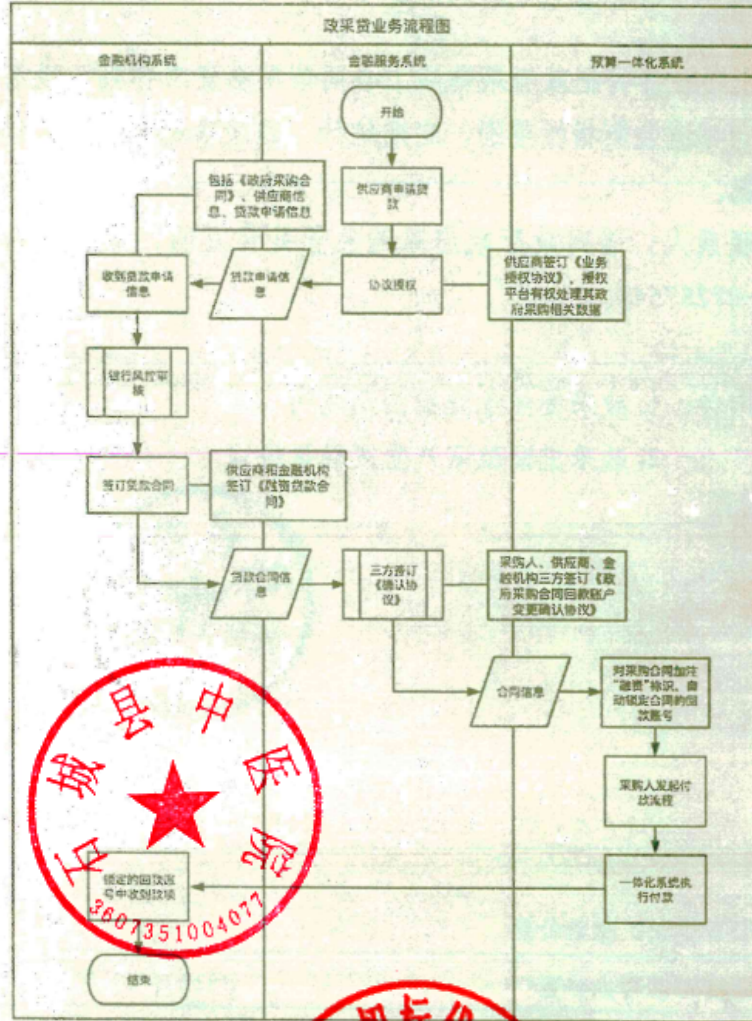 政采贷业务流程图
金融机构系统
金融服务系统
预算一体化系统
开始
包括《政府采购合
同》、供应商信
息、贷款申请信息
供应商申请贷
款
收到贷款申请
信息
贷款申请信
息
协议授权
供应商签订《业务
授权协议》、授权
平台有权处理其政
府采购相关数据
银行风控审
核
签订贷款合同
供应商和金融机构
签订《融资贷款合
同》
贷款合同信
息
三方签订
《确认协
议》
采购人、供应商、金
融机构三方签订《政
府采购合同回款账户
变更确认协议》
合同信息
对采购合同加注
“融资”标识、自
动锁定合同的回
款账号
采购人发起付
款流程
一体化系统执
行付款
锁定的回款账
号中收到款项
结束
石城县中医院
3607351004077